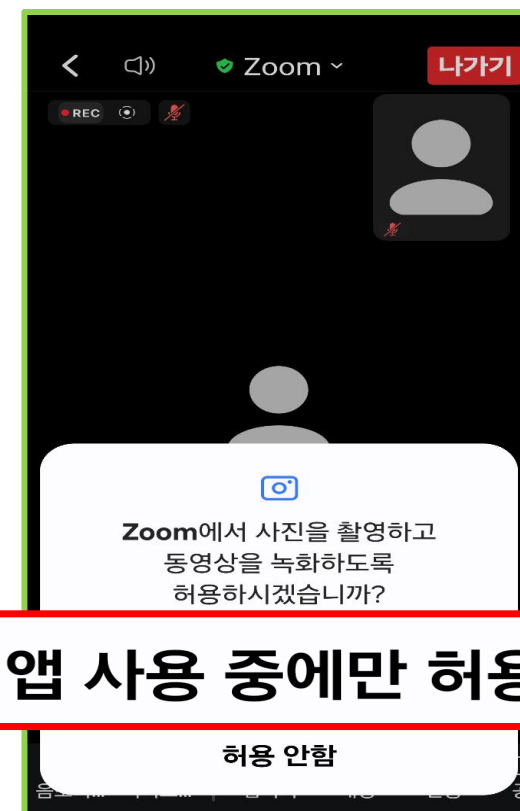 Zoom
나가기
REC
Zoom에서 사진을 촬영하고
동영상을 녹화하도록
허용하시겠습니까?
앱 사용 중에만 허용
허용 안함